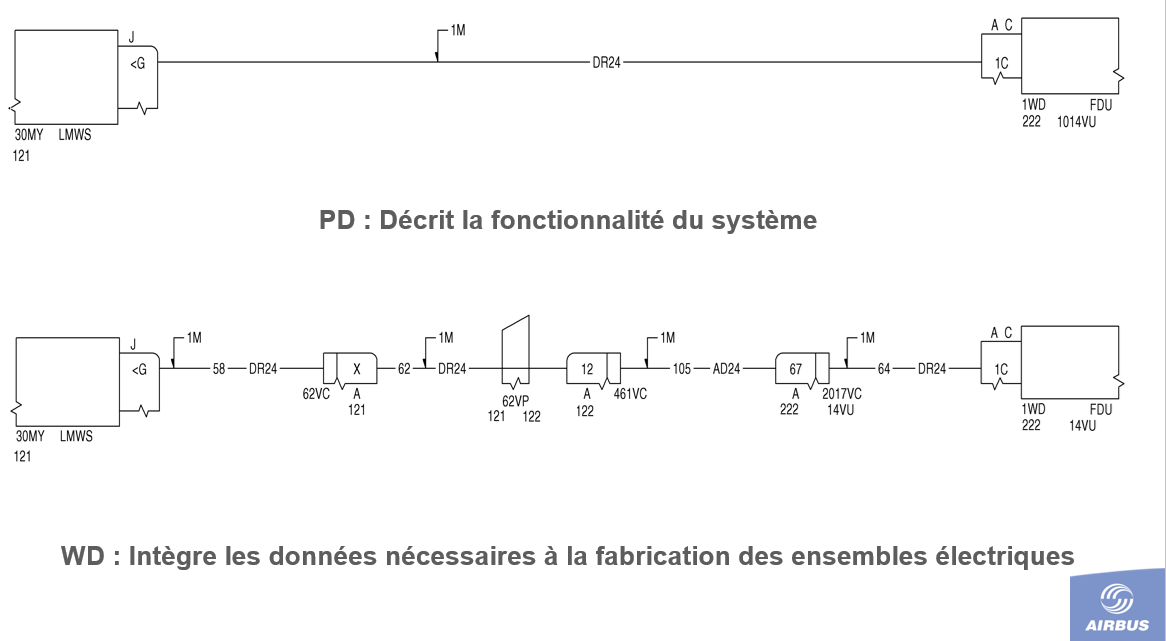 J
1M
A C
<G
DR24
1C
30MY LMWS
121
1WD FDU
222 1014VU
PD : Décrit la fonctionnalité du système
J
1M
1M
1M
1M
A C
<G
58
DR24
X
62
DR24
12
105
AD24
67
64
DR24
1C
62VC A
121
62VP
121 122
A 461VC
122
A 2017VC
222 14VU
30MY LMWS
121
1WD FDU
222 14VU
WD : Intègre les données nécessaires à la fabrication des ensembles électriques
AIRBUS